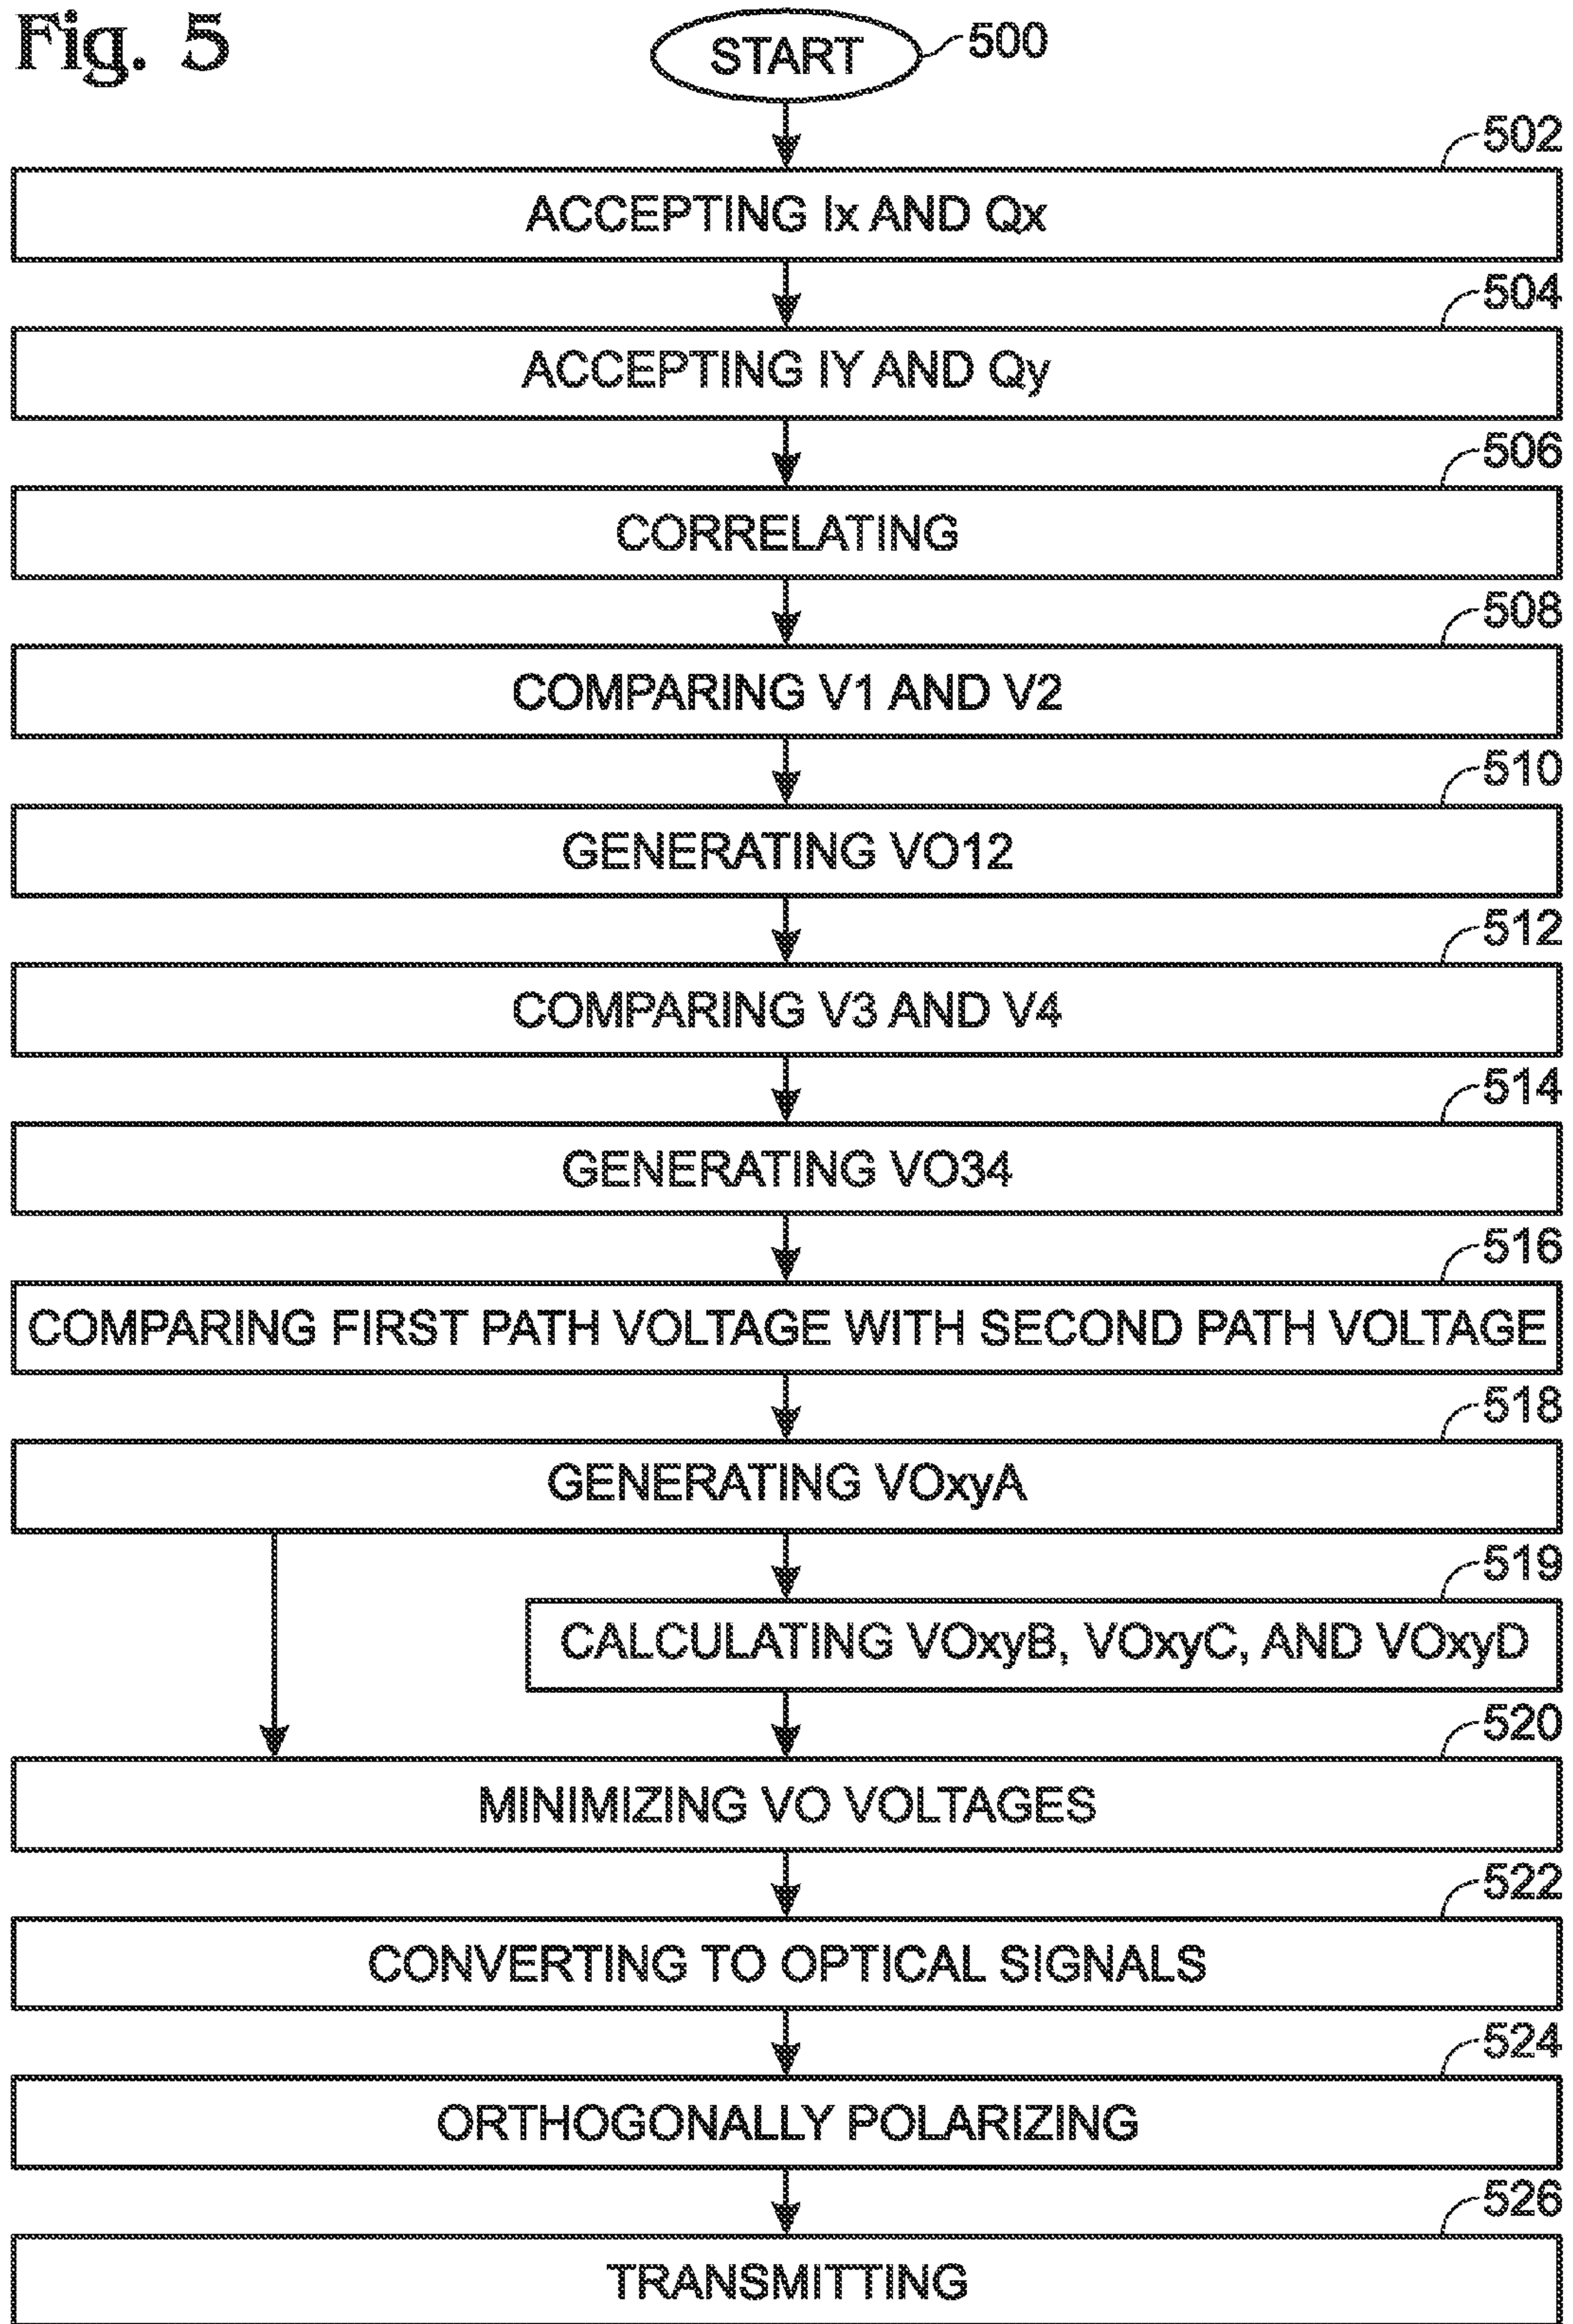 Fig. 5
START
500
502
ACCEPTING Ix AND Qx
504
ACCEPTING IY AND Qy
506
CORRELATING
508
COMPARING V1 AND V2
510
GENERATING VO12
512
COMPARING V3 AND V4
514
GENERATING VO34
516
COMPARING FIRST PATH VOLTAGE WITH SECOND PATH VOLTAGE
518
GENERATING VOxyA
519
CALCULATING VOxyB, VOxyC, AND VOxyD
520
MINIMIZING VO VOLTAGES
522
CONVERTING TO OPTICAL SIGNALS
524
ORTHOGONALLY POLARIZING
526
TRANSMITTING